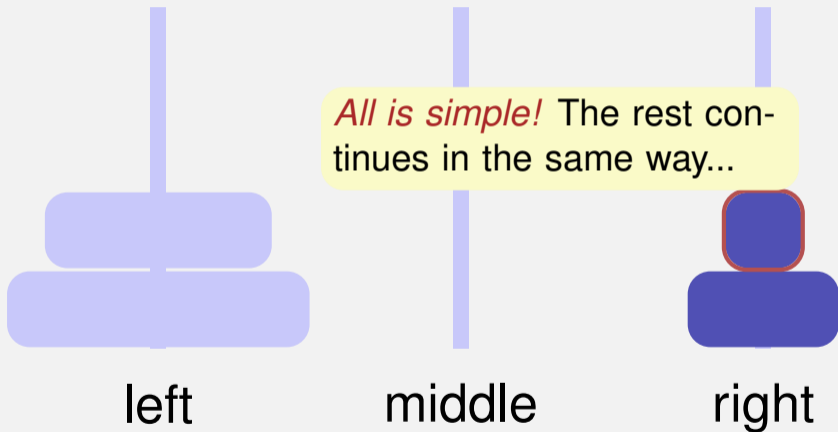 All is simple! The rest con-
tinues in the same way...
left middle right